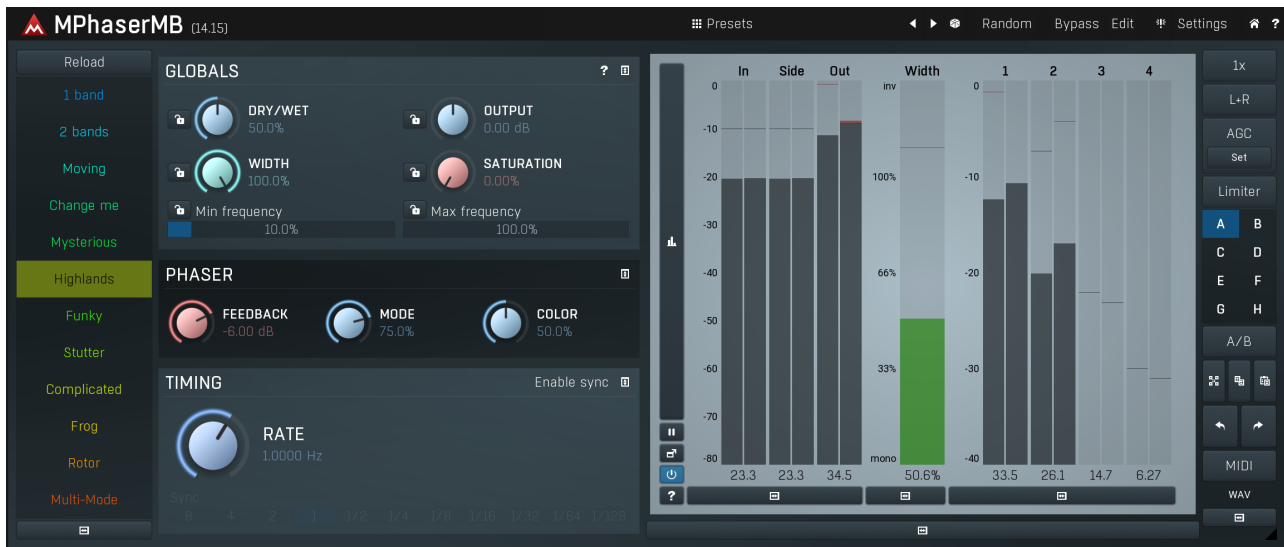 MPhaserMB (14.15)
Presets
Random
Bypass
Edit
Settings
?
Reload
1 band
2 bands
Moving
Change me
Mysterious
Highlands
Funky
Stutter
Complicated
Frog
Rotor
Multi-Mode
GLOBALS ?
DRY/WET
50.0%
OUTPUT
0.00 dB
WIDTH
100.0%
SATURATION
0.00%
Min frequency
10.0%
Max frequency
100.0%
PHASER
FEEDBACK
-6.00 dB
MODE
75.0%
COLOR
50.0%
TIMING
Enable sync
RATE
1.0000 Hz
Sync
8 4 2 1 1/2 1/4 1/8 1/16 1/32 1/64 1/128
?
In Side Out Width 1 2 3 4
0
-10
-20
-30
-40
-50
-60
-70
-80
inv
100%
66%
33%
mono
0
-10
-20
-30
-40
23.3 23.3 34.5 50.6% 33.5 26.1 14.7 6.27
1x
L+R
AGC
Set
Limiter
A B
C D
E F
G H
A/B
MIDI
WAV